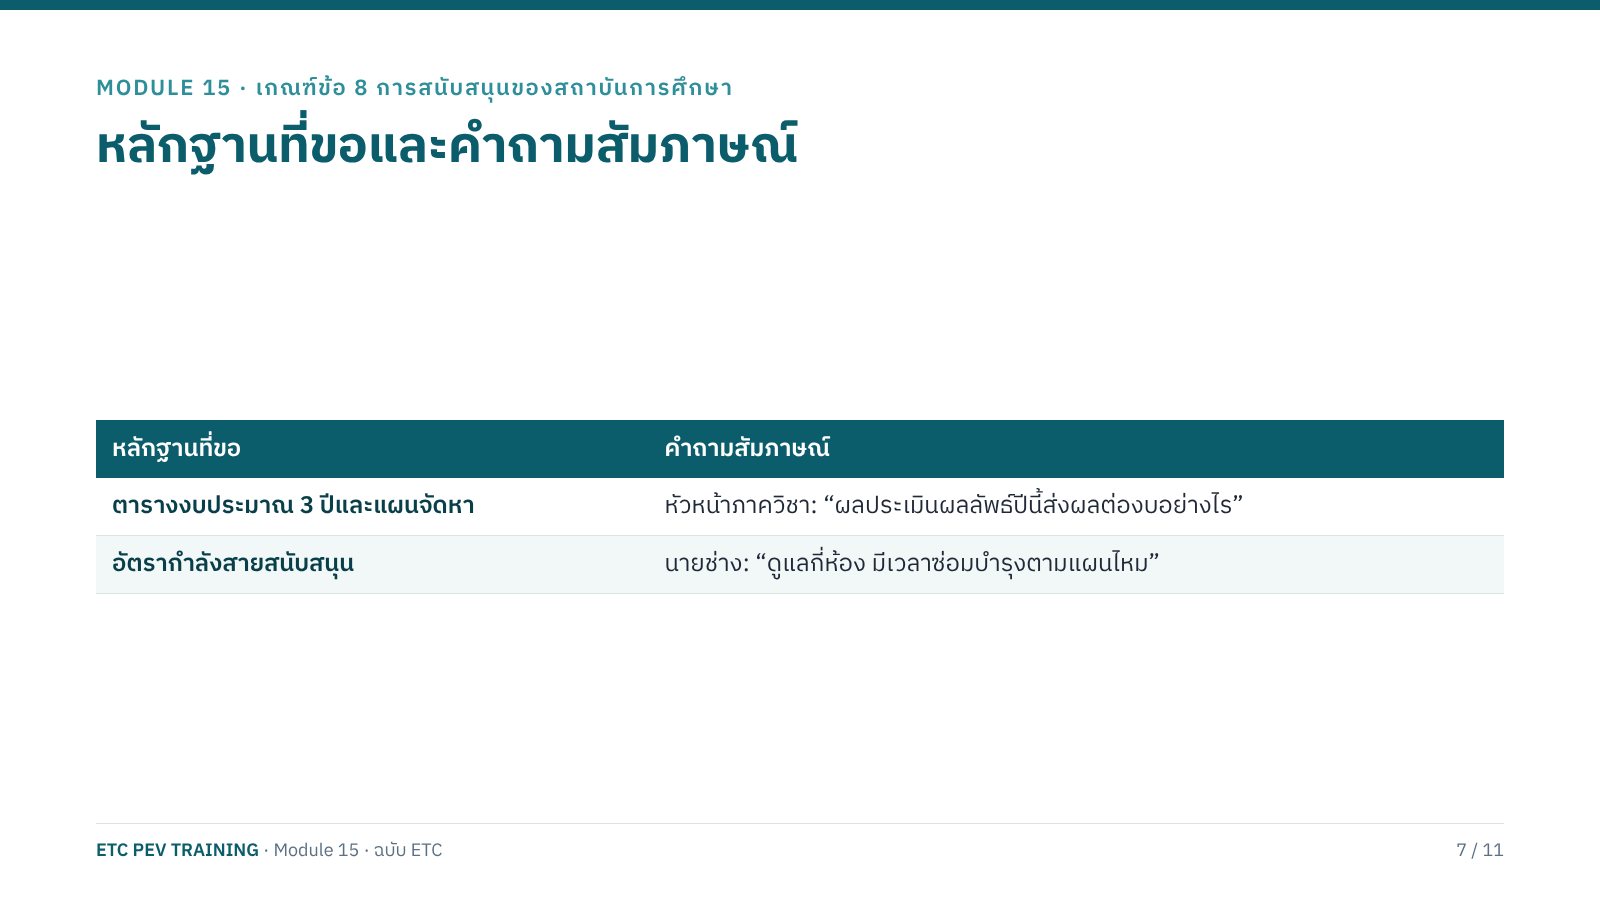 MODULE 15 · เกณฑ์ข้อ 8 การสนับสนุนของสถาบันการศึกษา
หลักฐานที่ขอและคำถามสัมภาษณ์
หลักฐานที่ขอ คำถามสัมภาษณ์
ตารางงบประมาณ 3 ปีและแผนจัดหา หัวหน้าภาควิชา: “ผลประเมินผลลัพธ์ปีนี้ส่งผลต่องบอย่างไร”
อัตรากำลังสายสนับสนุน นายช่าง: “ดูแลกี่ห้อง มีเวลาซ่อมบำรุงตามแผนไหม”
ETC PEV TRAINING · Module 15 · ฉบับ ETC 7 / 11